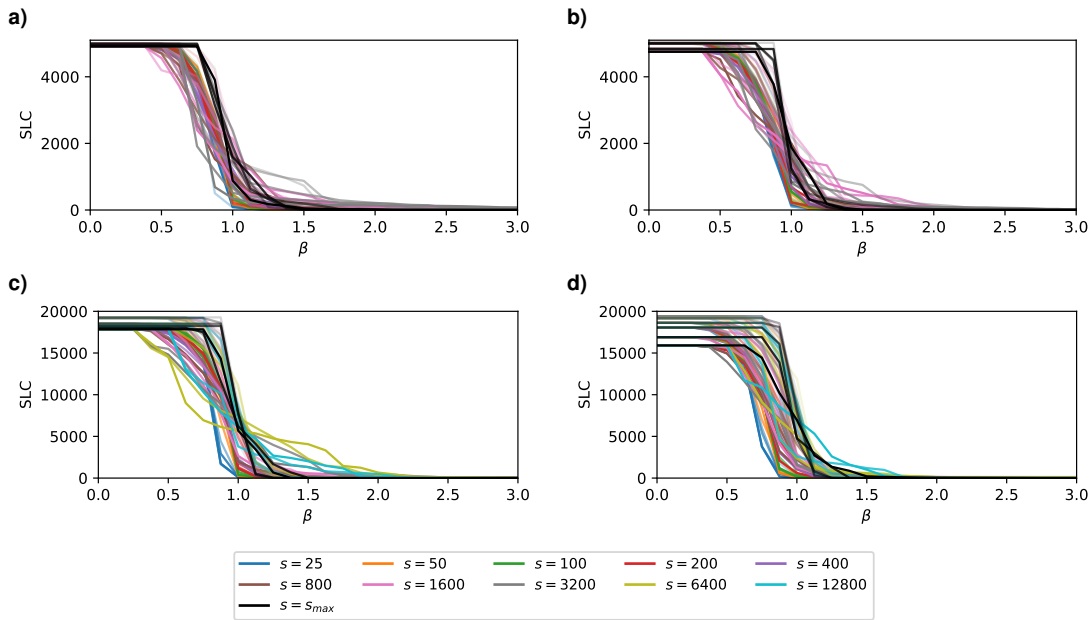 a)
b)
4000
2000
0
SLC
0.0 0.5 1.0 1.5 2.0 2.5 3.0
β
4000
2000
0
SLC
0.0 0.5 1.0 1.5 2.0 2.5 3.0
β
c)
d)
20000
15000
10000
5000
0
SLC
0.0 0.5 1.0 1.5 2.0 2.5 3.0
β
20000
15000
10000
5000
0
SLC
0.0 0.5 1.0 1.5 2.0 2.5 3.0
β
s = 25 s = 50 s = 100 s = 200 s = 400
s = 800 s = 1600 s = 3200 s = 6400 s = 12800
s = s_max